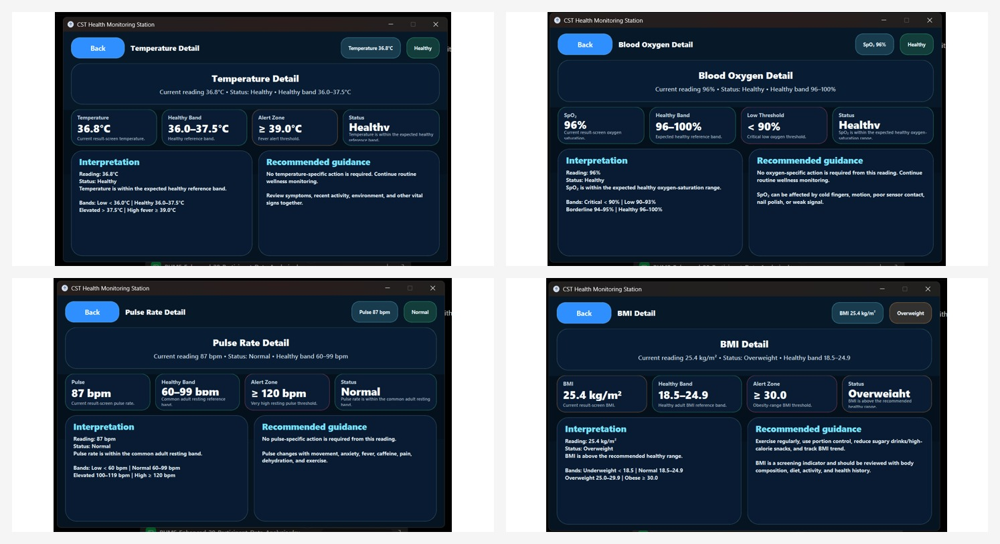 CST Health Monitoring Station
Back
Temperature Detail
Temperature 36.8°C
Healthy
it
Temperature Detail
Current reading 36.8°C • Status: Healthy • Healthy band 36.0–37.5°C
Temperature
36.8°C
Current result-screen temperature.
Healthy Band
36.0–37.5°C
Healthy reference band.
Alert Zone
≥ 39.0°C
Fever alert threshold.
Status
Healthy
Temperature is within the expected healthy
reference band.
Interpretation
Reading: 36.8°C
Status: Healthy
Temperature is within the expected healthy reference band.
Bands: Low < 36.0°C | Healthy 36.0–37.5°C
Elevated > 37.5°C | High fever ≥ 39.0°C
Recommended guidance
No temperature-specific action is required. Continue routine
wellness monitoring.
Review symptoms, recent activity, environment, and other vital
signs together.
CST Health Monitoring Station
Back
Blood Oxygen Detail
SpO₂ 96%
Healthy
it
Blood Oxygen Detail
Current reading 96% • Status: Healthy • Healthy band 96–100%
SpO₂
96%
Current result-screen oxygen
saturation.
Healthy Band
96–100%
Expected healthy reference band.
Low Threshold
< 90%
Critical low oxygen threshold.
Status
Healthy
SpO₂ is within the expected healthy oxygen-
saturation range.
Interpretation
Reading: 96%
Status: Healthy
SpO₂ is within the expected healthy oxygen-saturation range.
Bands: Critical < 90% | Low 90–93%
Borderline 94–95% | Healthy 96–100%
Recommended guidance
No oxygen-specific action is required from this reading. Continue
routine wellness monitoring.
SpO₂ can be affected by cold fingers, motion, poor sensor contact,
nail polish, or weak signal.
CST Health Monitoring Station
Back
Pulse Rate Detail
Pulse 87 bpm
Normal
ith
Pulse Rate Detail
Current reading 87 bpm • Status: Normal • Healthy band 60–99 bpm
Pulse
87 bpm
Current result-screen pulse rate.
Healthy Band
60–99 bpm
Common adult resting reference
band.
Alert Zone
≥ 120 bpm
Very high resting pulse threshold.
Status
Normal
Pulse rate is within the common adult resting
band.
Interpretation
Reading: 87 bpm
Status: Normal
Pulse rate is within the common adult resting band.
Bands: Low < 60 bpm | Normal 60–99 bpm
Elevated 100–119 bpm | High ≥ 120 bpm
Recommended guidance
No pulse-specific action is required from this reading.
Pulse changes with movement, anxiety, fever, caffeine, pain,
dehydration, and exercise.
CST Health Monitoring Station
Back
BMI Detail
BMI 25.4 kg/m²
Overweight
ith
BMI Detail
Current reading 25.4 kg/m² • Status: Overweight • Healthy band 18.5–24.9
BMI
25.4 kg/m²
Current result-screen BMI.
Healthy Band
18.5–24.9
Healthy adult BMI reference band.
Alert Zone
≥ 30.0
Obesity-range BMI threshold.
Status
Overweight
BMI is above the recommended
healthy range.
Interpretation
Reading: 25.4 kg/m²
Status: Overweight
BMI is above the recommended healthy range.
Bands: Underweight < 18.5 | Normal 18.5–24.9
Overweight 25.0–29.9 | Obese ≥ 30.0
Recommended guidance
Exercise regularly, use portion control, reduce sugary drinks/high-
calorie snacks, and track BMI trend.
BMI is a screening indicator and should be reviewed with body
composition, diet, activity, and health history.